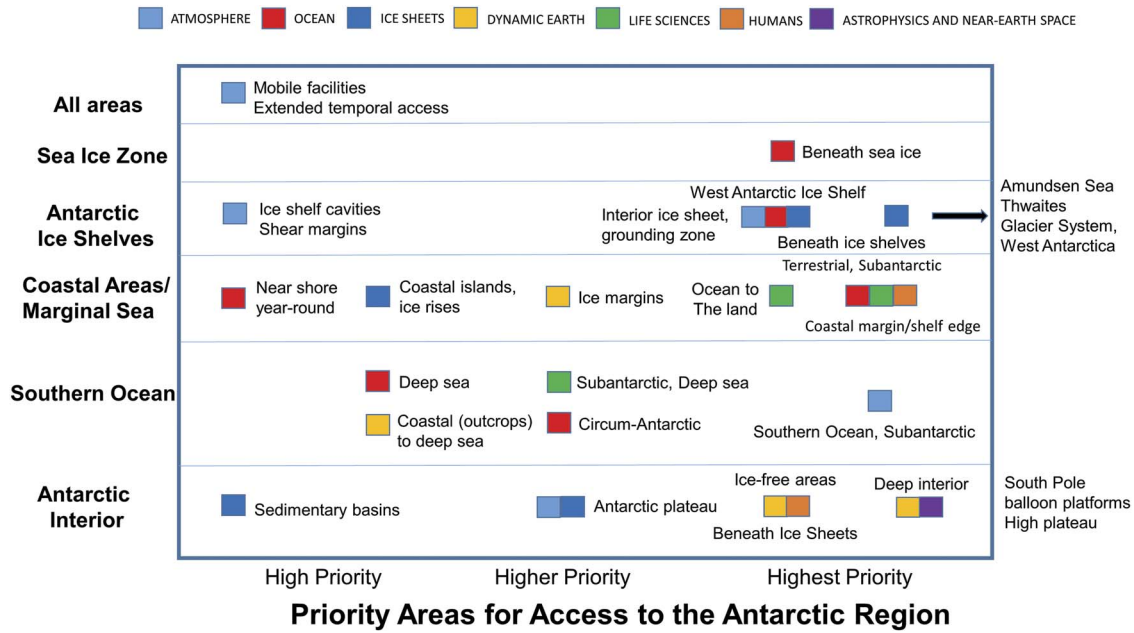 ATMOSPHERE OCEAN ICE SHEETS DYNAMIC EARTH LIFE SCIENCES HUMANS ASTROPHYSICS AND NEAR-EARTH SPACE
All areas
Mobile facilities
Extended temporal access
Sea Ice Zone
Beneath sea ice
Antarctic
Ice Shelves
Ice shelf cavities
Shear margins
West Antarctic Ice Shelf
Interior ice sheet,
grounding zone
Beneath ice shelves
Amundsen Sea
Thwaites
Glacier System,
West Antarctica
Coastal Areas/
Marginal Sea
Near shore
year-round
Coastal islands,
ice rises
Ice margins
Ocean to
The land
Terrestrial, Subantarctic
Coastal margin/shelf edge
Southern Ocean
Deep sea
Coastal (outcrops)
to deep sea
Subantarctic, Deep sea
Circum-Antarctic
Southern Ocean, Subantarctic
Antarctic
Interior
Sedimentary basins
Antarctic plateau
Ice-free areas
Beneath Ice Sheets
Deep interior
South Pole
balloon platforms
High plateau
High Priority Higher Priority Highest Priority
Priority Areas for Access to the Antarctic Region